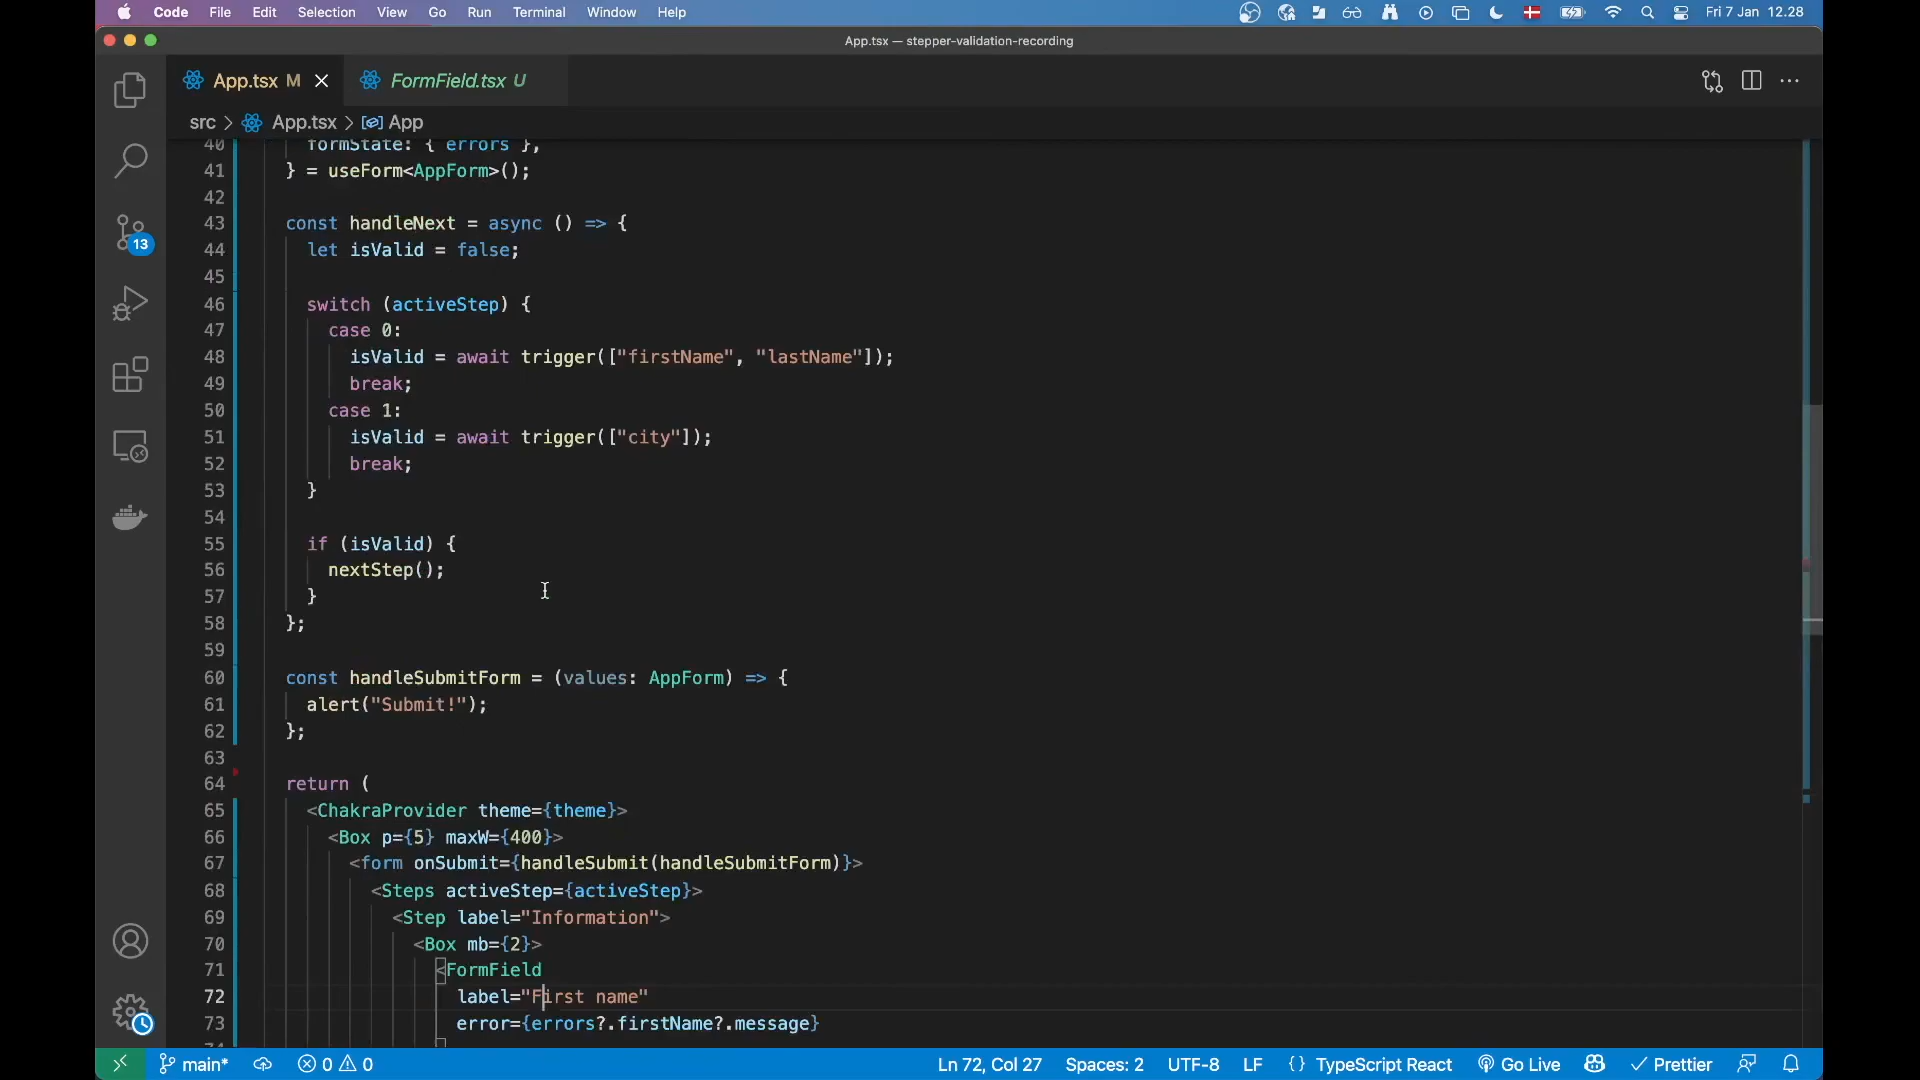 Code File Edit Selection View Go Run Terminal Window Help Fri 7 Jan 12.28
App.tsx — stepper-validation-recording
App.tsx M FormField.tsx U
src > App.tsx > App
40 formState: { errors },
41 } = useForm<AppForm>();
42
43 const handleNext = async () => {
44 let isValid = false;
45
46 switch (activeStep) {
47 case 0:
48 isValid = await trigger(["firstName", "lastName"]);
49 break;
50 case 1:
51 isValid = await trigger(["city"]);
52 break;
53 }
54
55 if (isValid) {
56 nextStep();
57 }
58 };
59
60 const handleSubmitForm = (values: AppForm) => {
61 alert("Submit!");
62 };
63
64 return (
65 <ChakraProvider theme={theme}>
66 <Box p={5} maxW={400}>
67 <form onSubmit={handleSubmit(handleSubmitForm)}>
68 <Steps activeStep={activeStep}>
69 <Step label="Information">
70 <Box mb={2}>
71 <FormField
72 label="First name"
73 error={errors?.firstName?.message}
13
main* 0 0 Ln 72, Col 27 Spaces: 2 UTF-8 LF {} TypeScript React Go Live Prettier